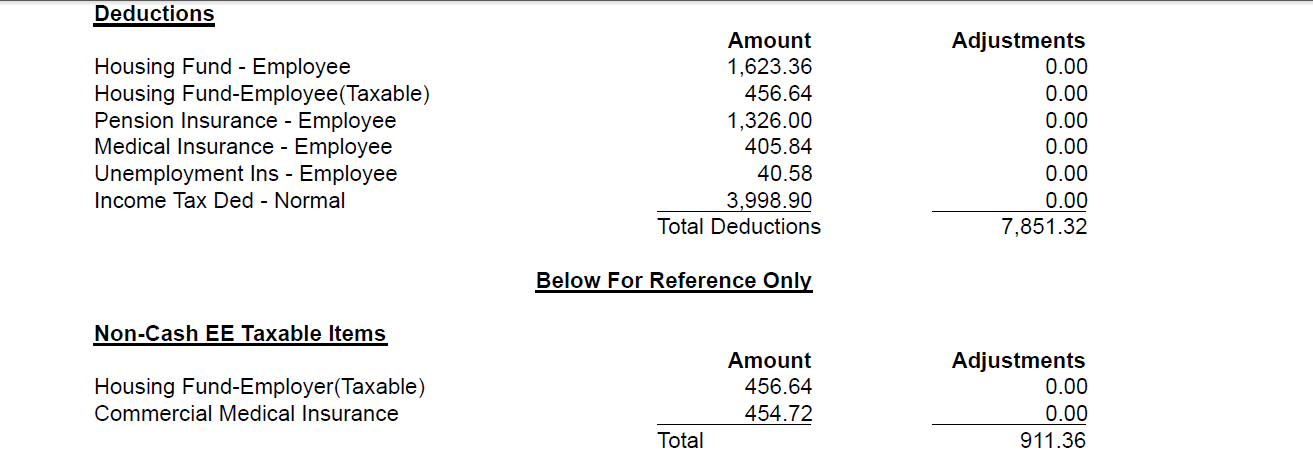 Deductions
Amount Adjustments
Housing Fund - Employee 1,623.36 0.00
Housing Fund-Employee(Taxable) 456.64 0.00
Pension Insurance - Employee 1,326.00 0.00
Medical Insurance - Employee 405.84 0.00
Unemployment Ins - Employee 40.58 0.00
Income Tax Ded - Normal 3,998.90 0.00
Total Deductions 7,851.32
Below For Reference Only
Non-Cash EE Taxable Items
Amount Adjustments
Housing Fund-Employer(Taxable) 456.64 0.00
Commercial Medical Insurance 454.72 0.00
Total 911.36